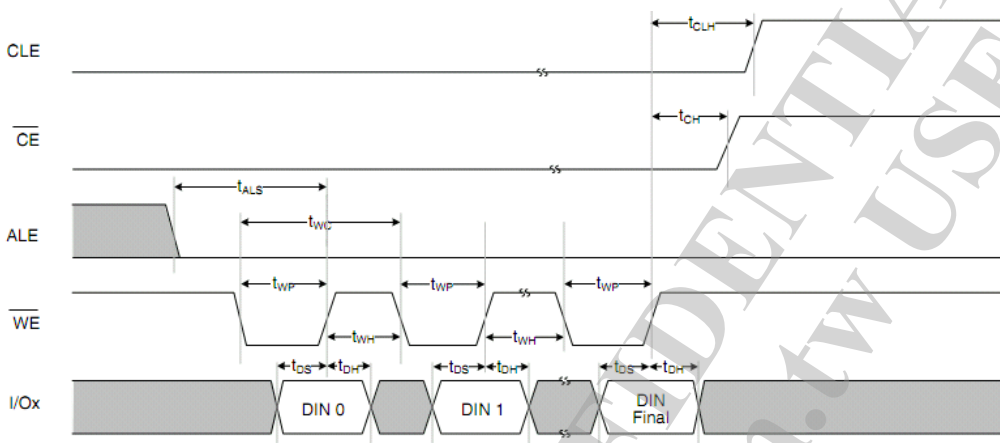 CLE
tCLH
CE
tCH
tALS
ALE
tWC
tWP
tWP
tWP
WE
tWH
tWH
tDS
tDH
tDS
tDH
tDS
tDH
I/Ox
DIN 0
DIN 1
DIN
Final